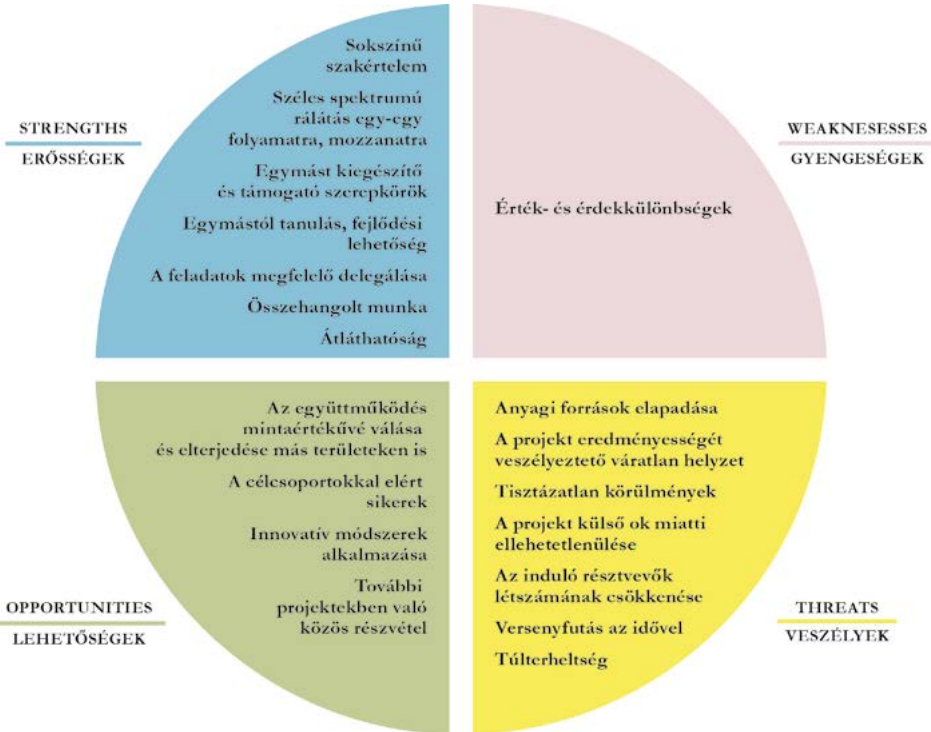 STRENGTHS
ERŐSSÉGEK
Sokszínű
szakértelem
Széles spektrumú
rálátás egy-egy
folyamatra, mozzanatra
Egymást kiegészítő
és támogató szerepkörök
Egymástól tanulás, fejlődési
lehetőség
A feladatok megfelelő delegálása
Összehangolt munka
Átláthatóság
WEAKNESESSES
GYENGESÉGEK
Érték- és érdekkülönbségek
OPPORTUNITIES
LEHETŐSÉGEK
Az együttműködés
mintaértékűvé válása
és elterjedése más területeken is
A célcsoportokkal elért
sikerek
Innovatív módszerek
alkalmazása
További
projektekben való
közös részvétel
Anyagi források elapadása
A projekt eredményességét
veszélyeztető váratlan helyzet
Tisztázatlan körülmények
A projekt külső ok miatti
ellehetetlenülése
Az induló résztvevők
létszámának csökkenése
Versenyfutás az idővel
Túlterheltség
THREATS
VESZÉLYEK